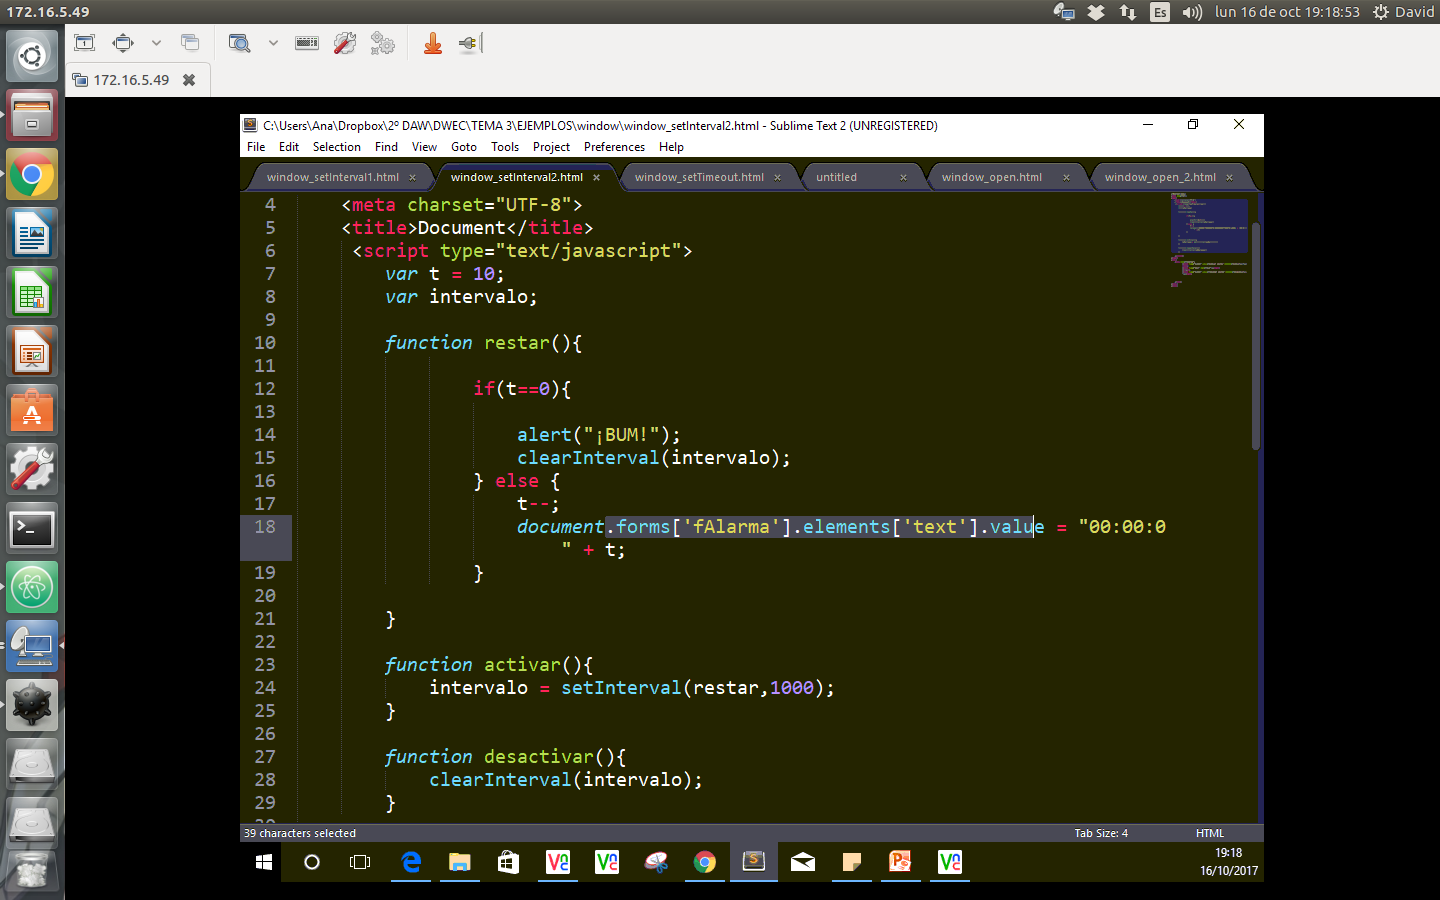 172.16.5.49
Es
lun 16 de oct 19:18:53
David
172.16.5.49
C:\Users\Ana\Dropbox\2º DAW\DWEC\TEMA 3\EJEMPLOS\window\window_setInterval2.html - Sublime Text 2 (UNREGISTERED)
File Edit Selection Find View Goto Tools Project Preferences Help
window_setInterval1.html × window_setInterval2.html × window_setTimeout.html × untitled × window_open.html × window_open_2.html ×
4 <meta charset="UTF-8">
5 <title>Document</title>
6 <script type="text/javascript">
7 var t = 10;
8 var intervalo;
9
10 function restar(){
11
12 if(t==0){
13
14 alert("¡BUM!");
15 clearInterval(intervalo);
16 } else {
17 t--;
18 document.forms['fAlarma'].elements['text'].value = "00:00:0
" + t;
19 }
20
21 }
22
23 function activar(){
24 intervalo = setInterval(restar,1000);
25 }
26
27 function desactivar(){
28 clearInterval(intervalo);
29 }
39 characters selected
Tab Size: 4
HTML
19:18
16/10/2017